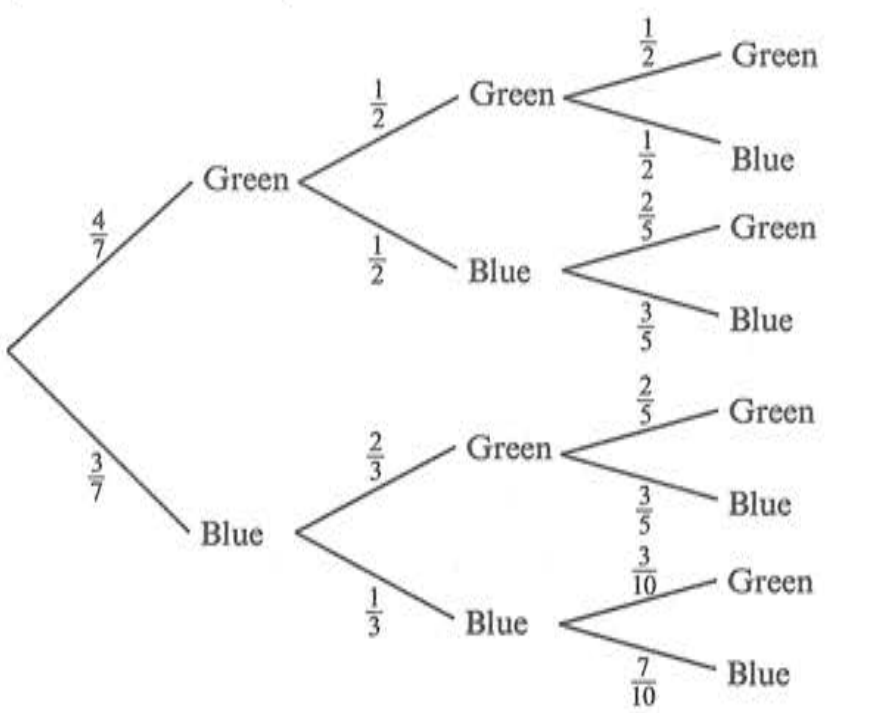 1/2
Green
1/2
Green
1/2
Blue
4/7
Green
2/5
Green
1/2
Blue
3/5
Blue
2/5
Green
2/3
Green
3/5
Blue
3/7
Blue
3/10
Green
1/3
Blue
7/10
Blue